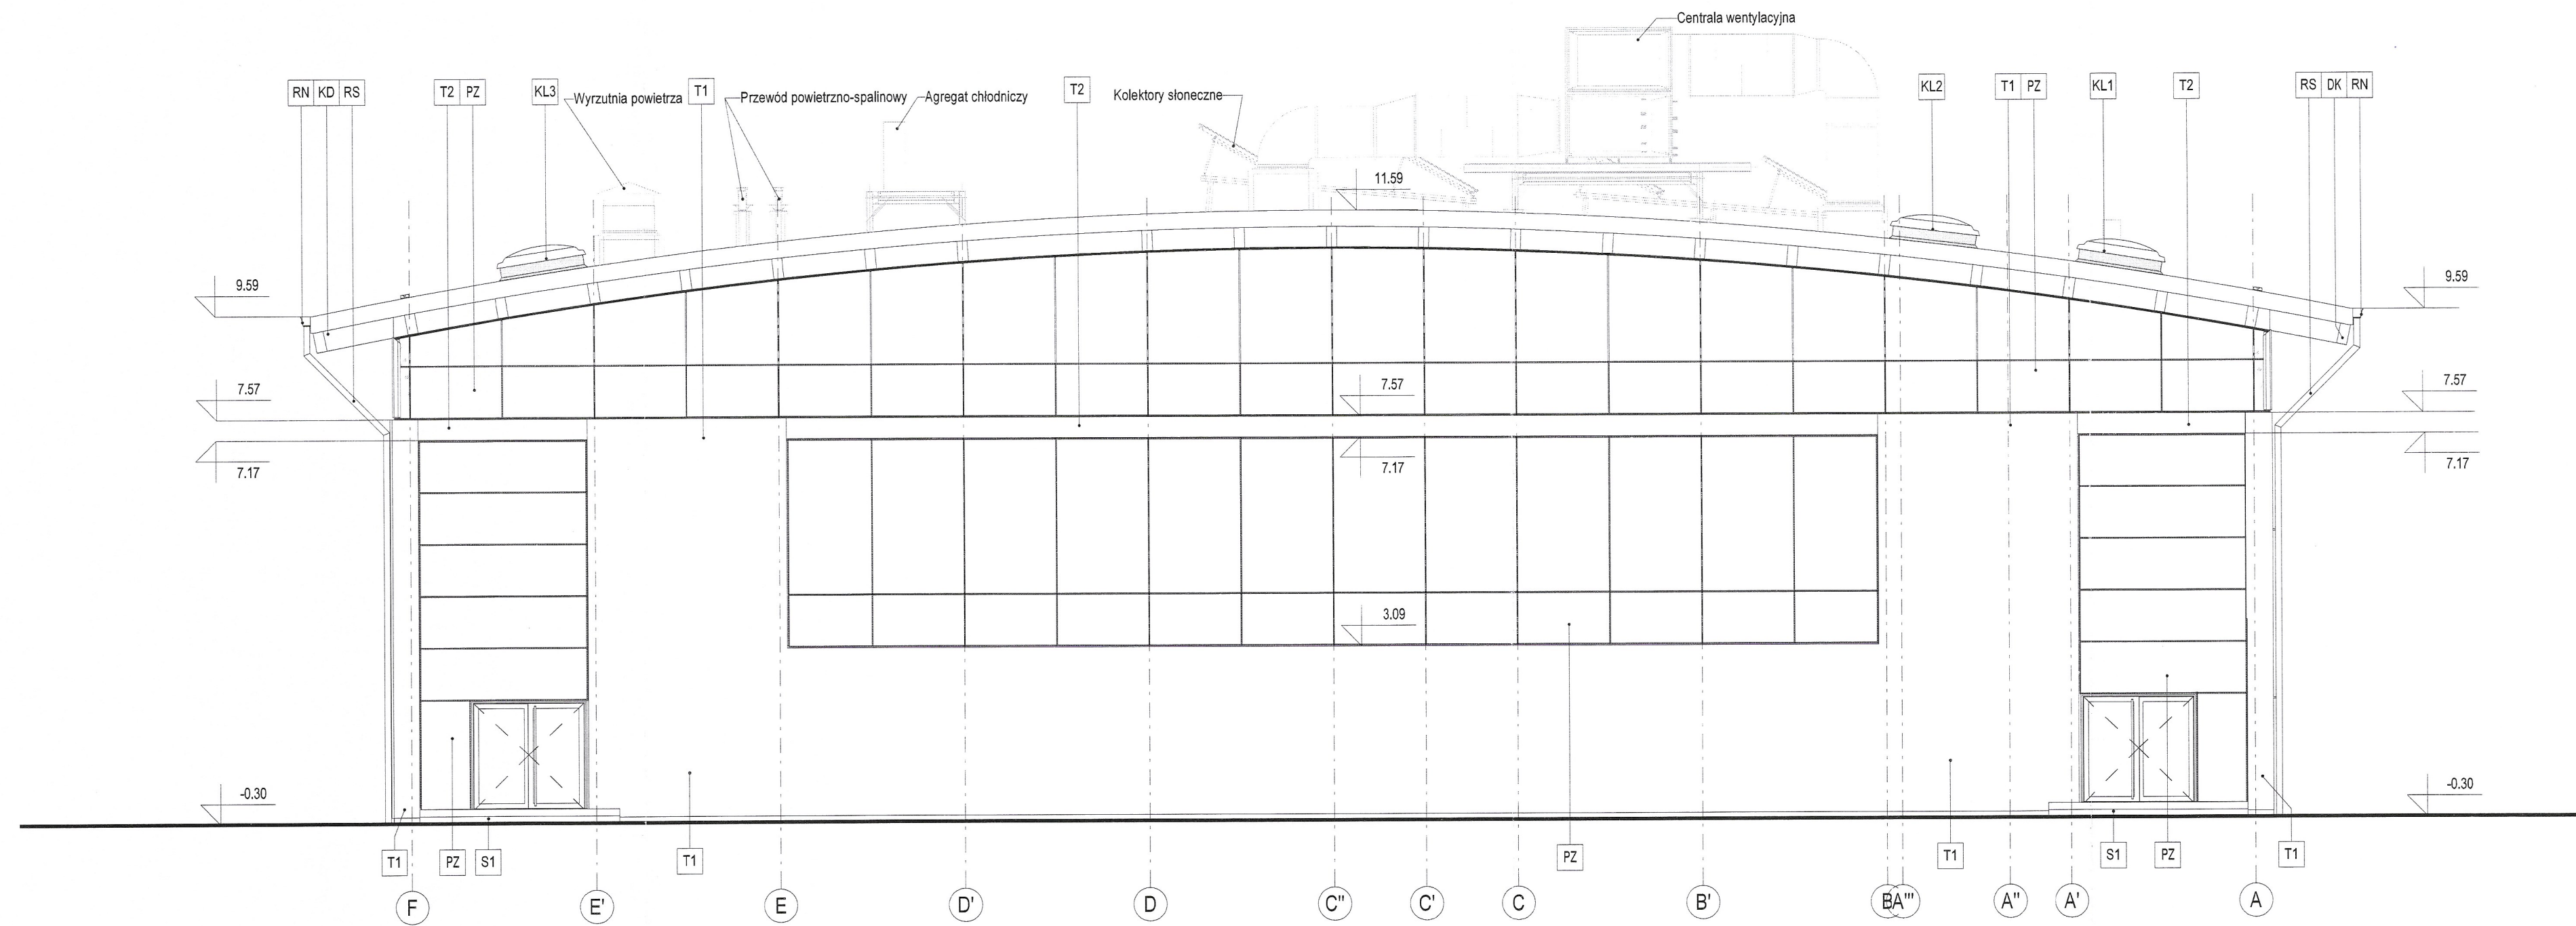 Centrala wentylacyjna
RN KD RS
T2 PZ
KL3
Wyrzutnia powietrza
T1
Przewód powietrzno-spalinowy
Agregat chłodniczy
T2
Kolektory słoneczne
KL2
T1 PZ
KL1
T2
RS DK RN
11.59
9.59
9.59
7.57
7.57
7.57
7.17
7.17
7.17
3.09
-0.30
-0.30
T1
PZ
S1
T1
PZ
T1
S1
PZ
T1
F
E'
E
D'
D
C''
C'
C
B'
B
A'''
A''
A'
A